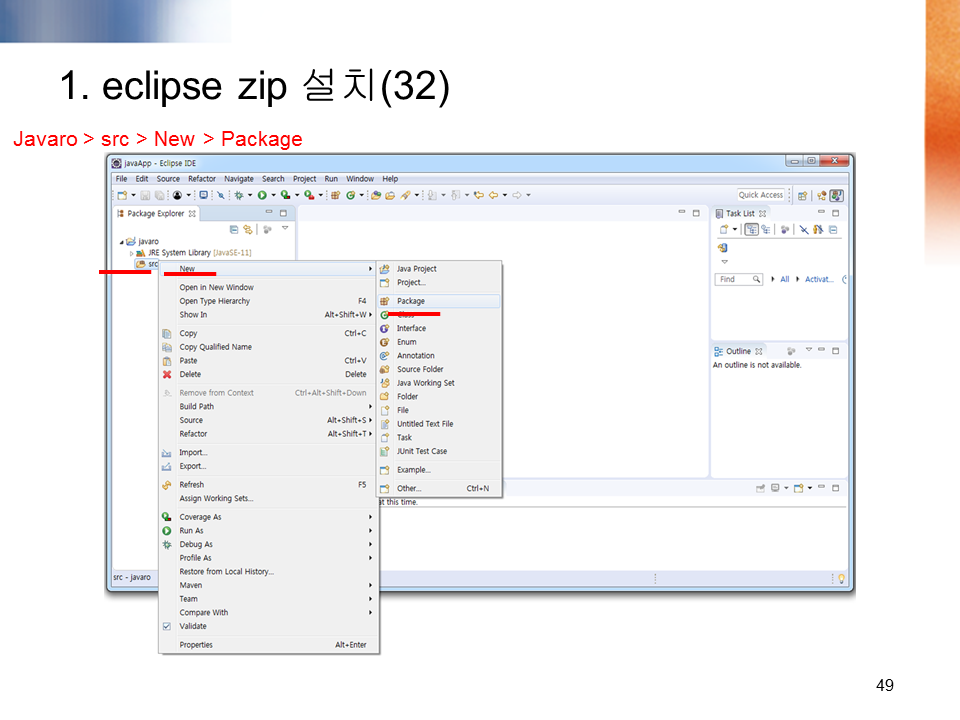 1. eclipse zip 설치(32)
Javaro > src > New > Package
javaApp - Eclipse IDE
File Edit Source Refactor Navigate Search Project Run Window Help
Quick Access
Package Explorer
javaro
JRE System Library [JavaSE-11]
src
New
Open in New Window
Open Type Hierarchy F4
Show In Alt+Shift+W
Copy Ctrl+C
Copy Qualified Name
Paste Ctrl+V
Delete Delete
Remove from Context Ctrl+Alt+Shift+Down
Build Path
Source Alt+Shift+S
Refactor Alt+Shift+T
Import...
Export...
Refresh F5
Assign Working Sets...
Coverage As
Run As
Debug As
Profile As
Restore from Local History...
Maven
Team
Compare With
Validate
Properties Alt+Enter
Java Project
Project...
Package
Class
Interface
Enum
Annotation
Source Folder
Java Working Set
Folder
File
Untitled Text File
Task
JUnit Test Case
Example...
Other... Ctrl+N
Task List
Find All Activat...
Outline
An outline is not available.
at this time.
src - javaro
49